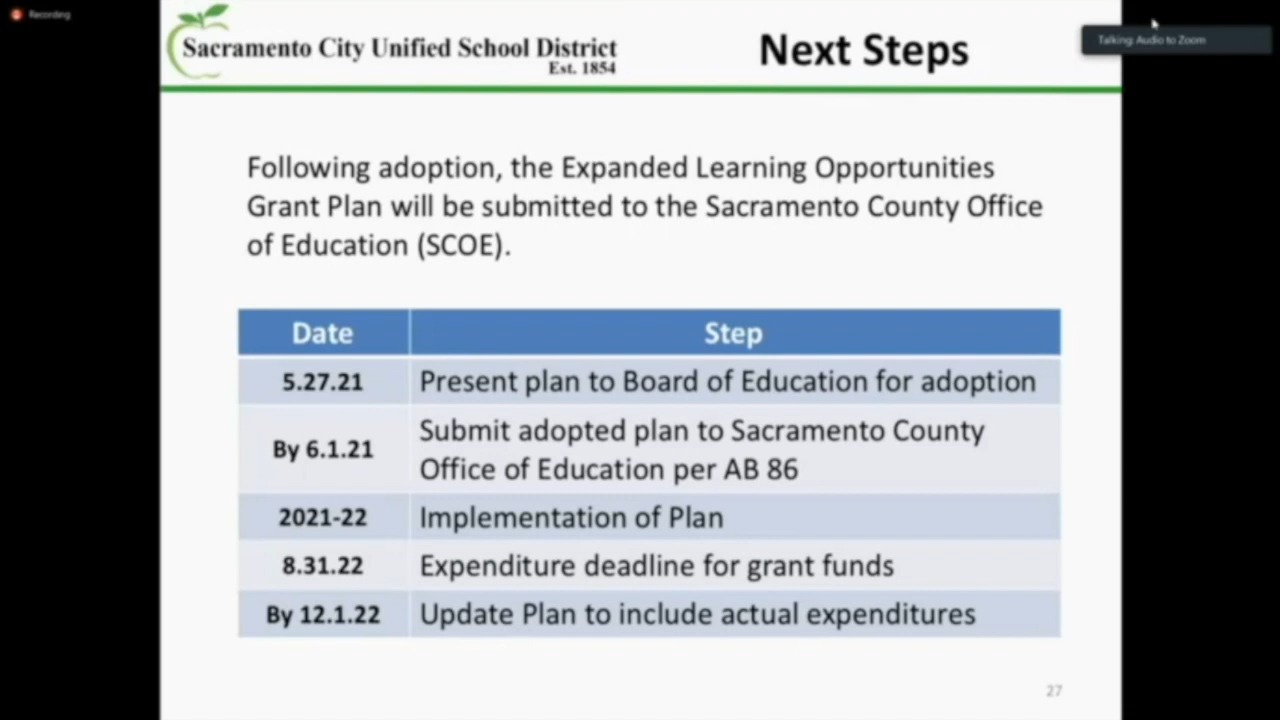 Recording
Sacramento City Unified School District
Est. 1854
Next Steps
Talking: Audio to Zoom
Following adoption, the Expanded Learning Opportunities
Grant Plan will be submitted to the Sacramento County Office
of Education (SCOE).
Date Step
5.27.21 Present plan to Board of Education for adoption
By 6.1.21 Submit adopted plan to Sacramento County
Office of Education per AB 86
2021-22 Implementation of Plan
8.31.22 Expenditure deadline for grant funds
By 12.1.22 Update Plan to include actual expenditures
27